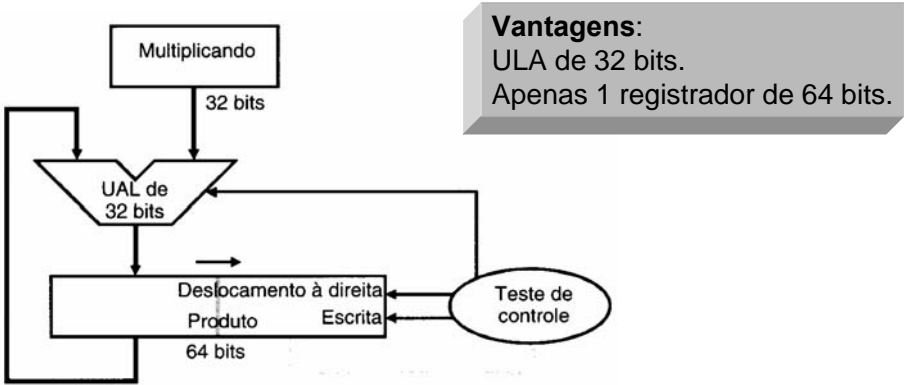 Vantagens:
ULA de 32 bits.
Apenas 1 registrador de 64 bits.
Multiplicando
32 bits
UAL de
32 bits
Deslocamento à direita
Produto
Escrita
64 bits
Teste de
controle